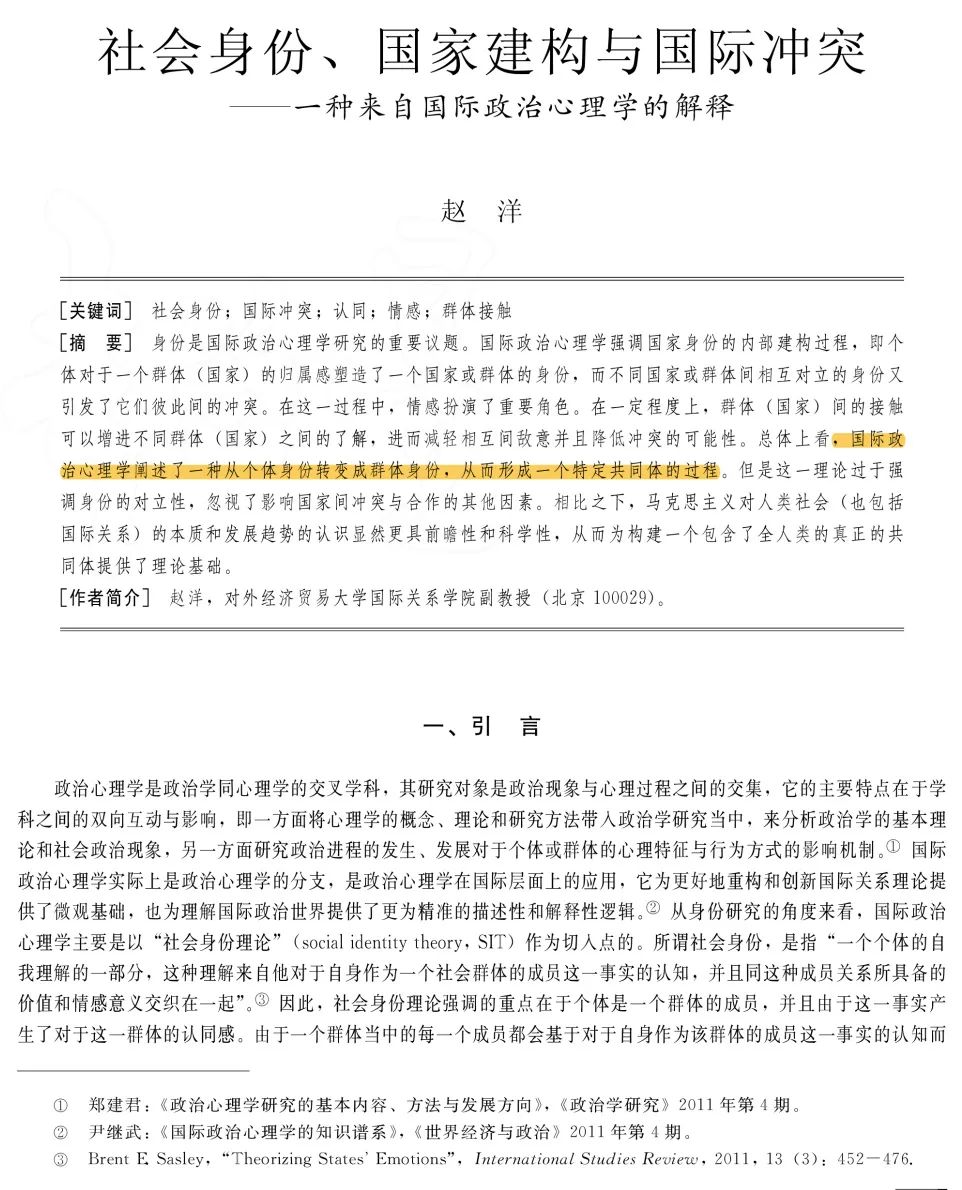 社会身份、国家建构与国际冲突
——一种来自国际政治心理学的解释
赵 洋
[关键词] 社会身份；国际冲突；认同；情感；群体接触
[摘 要] 身份是国际政治心理学研究的重要议题。国际政治心理学强调国家身份的内部建构过程，即个
体对于一个群体（国家）的归属感塑造了一个国家或群体的身份，而不同国家或群体间相互对立的身份又
引发了它们彼此间的冲突。在这一过程中，情感扮演了重要角色。在一定程度上，群体（国家）间的接触
可以增进不同群体（国家）之间的了解，进而减轻相互间敌意并且降低冲突的可能性。总体上看，国际政
治心理学阐述了一种从个体身份转变成群体身份，从而形成一个特定共同体的过程。但是这一理论过于强
调身份的对立性，忽视了影响国家间冲突与合作的其他因素。相比之下，马克思主义对人类社会（也包括
国际关系）的本质和发展趋势的认识显然更具前瞻性和科学性，从而为构建一个包含了全人类的真正的共
同体提供了理论基础。
[作者简介] 赵洋，对外经济贸易大学国际关系学院副教授（北京 100029）。
一、引 言
政治心理学是政治学同心理学的交叉学科，其研究对象是政治现象与心理过程之间的交集，它的主要特点在于学
科之间的双向互动与影响，即一方面将心理学的概念、理论和研究方法带入政治学研究当中，来分析政治学的基本理
论和社会政治现象，另一方面研究政治进程的发生、发展对于个体或群体的心理特征与行为方式的影响机制。① 国际
政治心理学实际上是政治心理学的分支，是政治心理学在国际层面上的应用，它为更好地重构和创新国际关系理论提
供了微观基础，也为理解国际政治世界提供了更为精准的描述性和解释性逻辑。② 从身份研究的角度来看，国际政治
心理学主要是以“社会身份理论”（social identity theory，SIT）作为切入点的。所谓社会身份，是指“一个个体的自
我理解的一部分，这种理解来自他对于自身作为一个社会群体的成员这一事实的认知，并且同这种成员关系所具备的
价值和情感意义交织在一起”。③ 因此，社会身份理论强调的重点在于个体是一个群体的成员，并且由于这一事实产
生了对于这一群体的认同感。由于一个群体当中的每一个成员都会基于对于自身作为该群体的成员这一事实的认知而
① 郑建君：《政治心理学研究的基本内容、方法与发展方向》，《政治学研究》2011 年第 4 期。
② 尹继武：《国际政治心理学的知识谱系》，《世界经济与政治》2011 年第 4 期。
③ Brent E. Sasley，“Theorizing States’ Emotions”，International Studies Review，2011，13（3）：452－476.